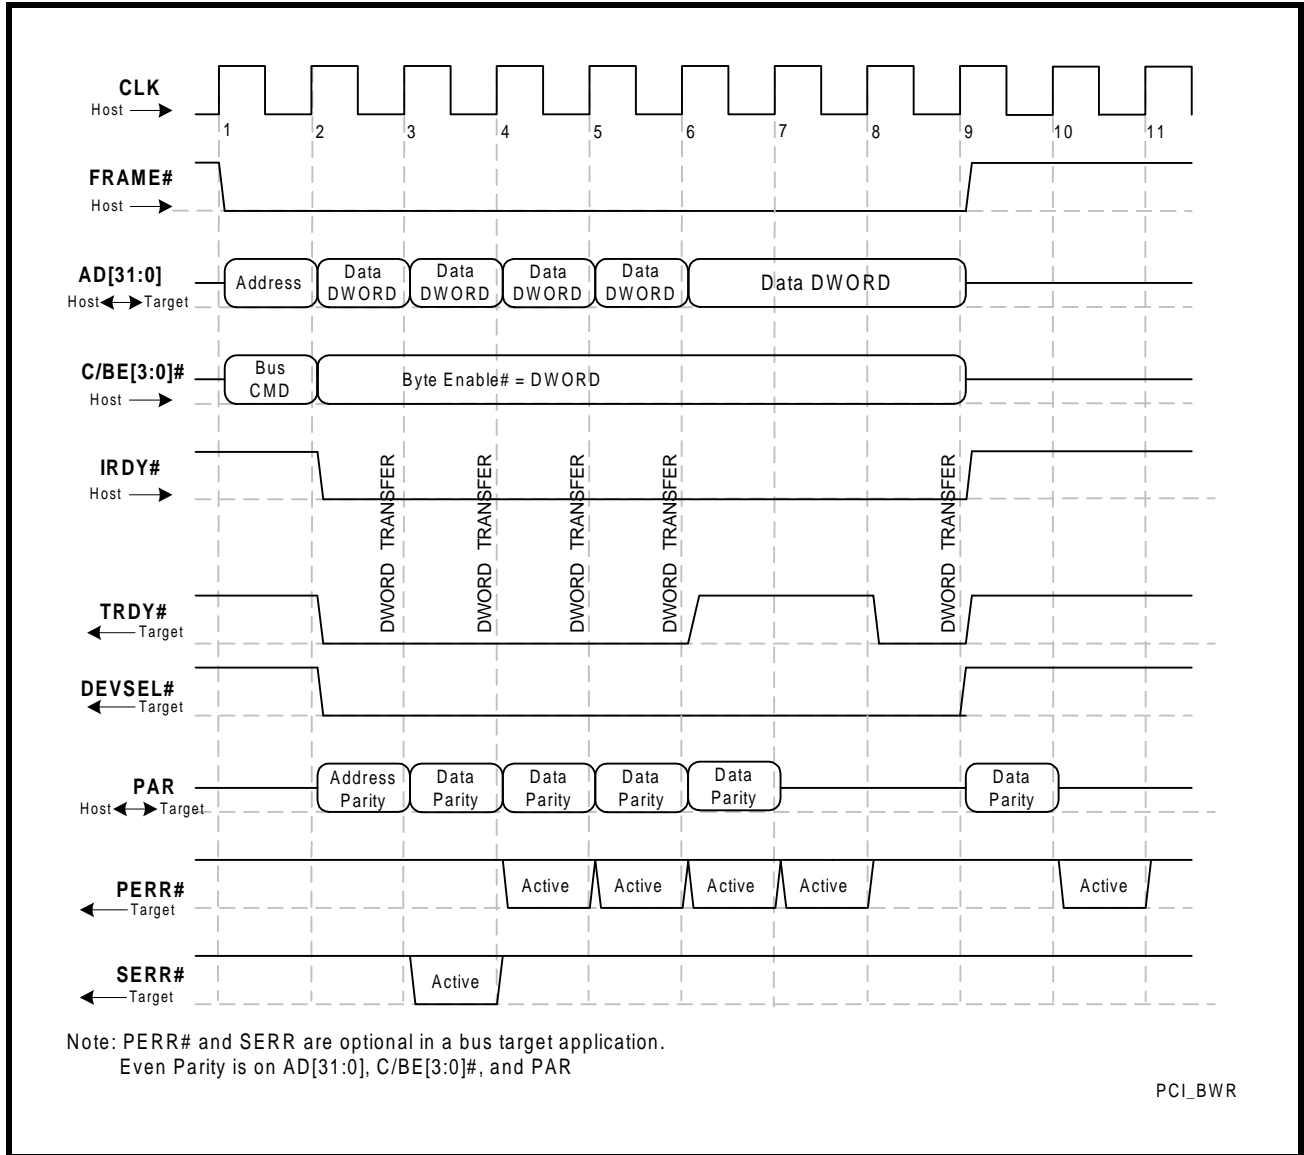 CLK
Host
1 2 3 4 5 6 7 8 9 10 11
FRAME#
Host
AD[31:0]
Host Target
Address
Data
DWORD
Data
DWORD
Data
DWORD
Data
DWORD
Data DWORD
C/BE[3:0]#
Host
Bus
CMD
Byte Enable# = DWORD
IRDY#
Host
DWORD TRANSFER
DWORD TRANSFER
DWORD TRANSFER
DWORD TRANSFER
DWORD TRANSFER
TRDY#
Target
DEVSEL#
Target
PAR
Host Target
Address
Parity
Data
Parity
Data
Parity
Data
Parity
Data
Parity
Data
Parity
PERR#
Target
Active
Active
Active
Active
Active
SERR#
Target
Active
Note: PERR# and SERR are optional in a bus target application.
Even Parity is on AD[31:0], C/BE[3:0]#, and PAR
PCI_BWR